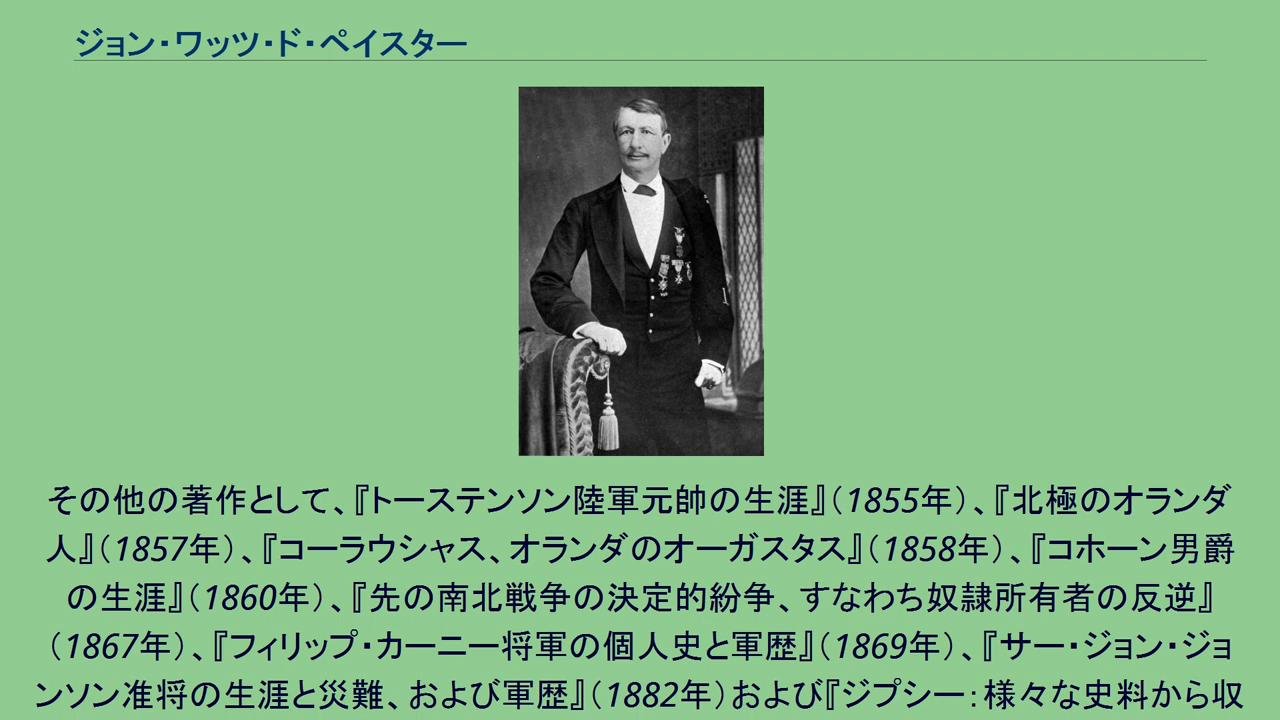 ジョン・ワッツ・ド・ペイスター
その他の著作として、『トーステンソン陸軍元帥の生涯』（1855年）、『北極のオランダ
人』（1857年）、『コーラウシャス、オランダのオーガスタス』（1858年）、『コホーン男爵
の生涯』（1860年）、『先の南北戦争の決定的紛争、すなわち奴隷所有者の反逆』
（1867年）、『フィリップ・カーニー将軍の個人史と軍歴』（1869年）、『サー・ジョン・ジョ
ンソン准将の生涯と災難、および軍歴』（1882年）および『ジプシー：様々な史料から収